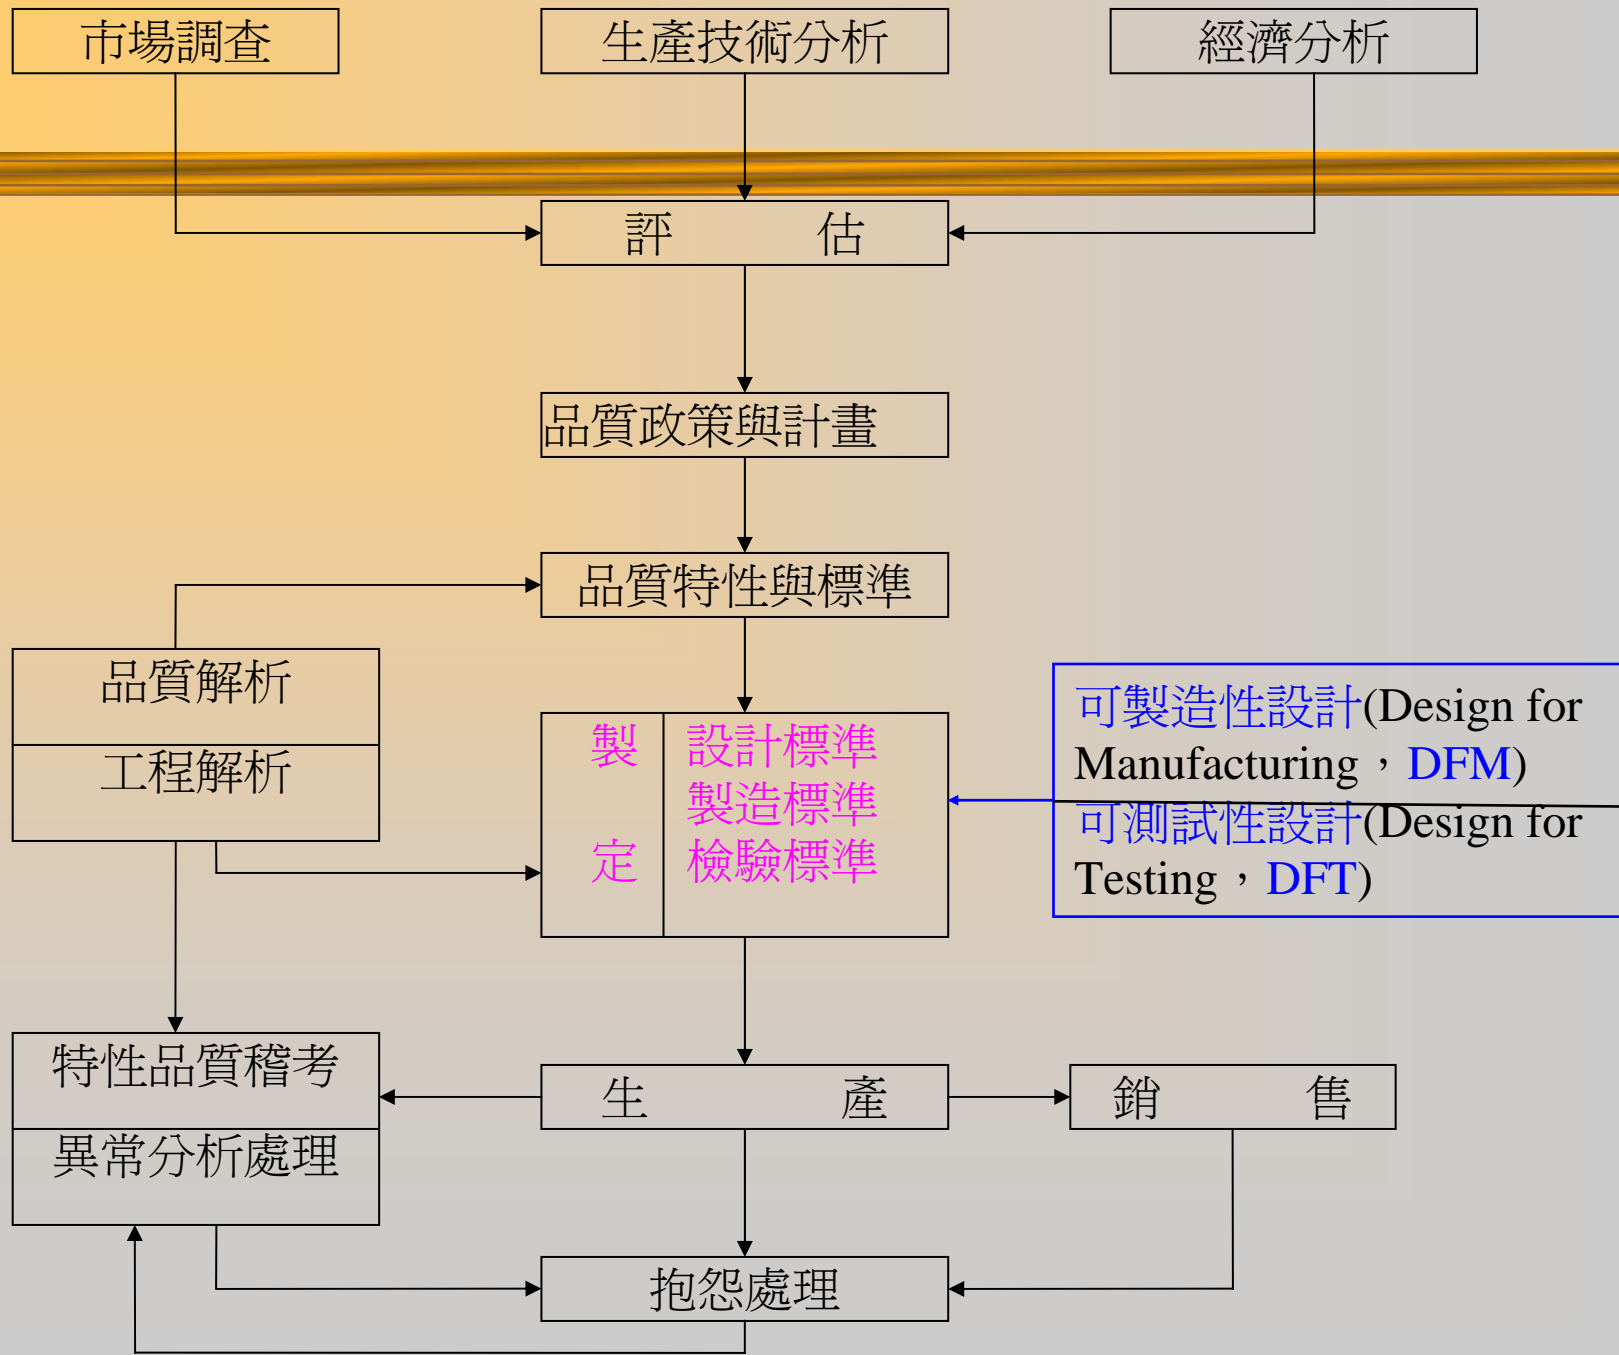 市場調查
生產技術分析
經濟分析
評 估
品質政策與計畫
品質特性與標準
品質解析
工程解析
製 設計標準
製造標準
定 檢驗標準
可製造性設計(Design for
Manufacturing，DFM)
可測試性設計(Design for
Testing，DFT)
特性品質稽考
異常分析處理
生 產
銷 售
抱怨處理